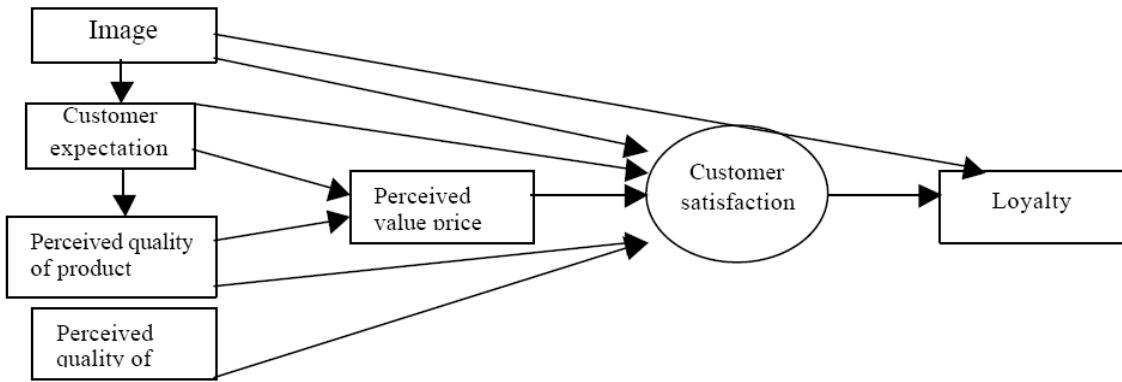 Image
Customer
expectation
Perceived quality
of product
Perceived
quality of
Perceived
value price
Customer
satisfaction
Loyalty